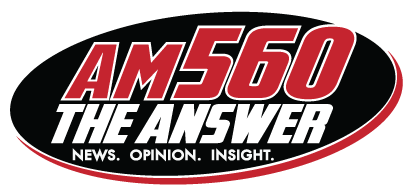 AM560
THE ANSWER
NEWS. OPINION. INSIGHT.